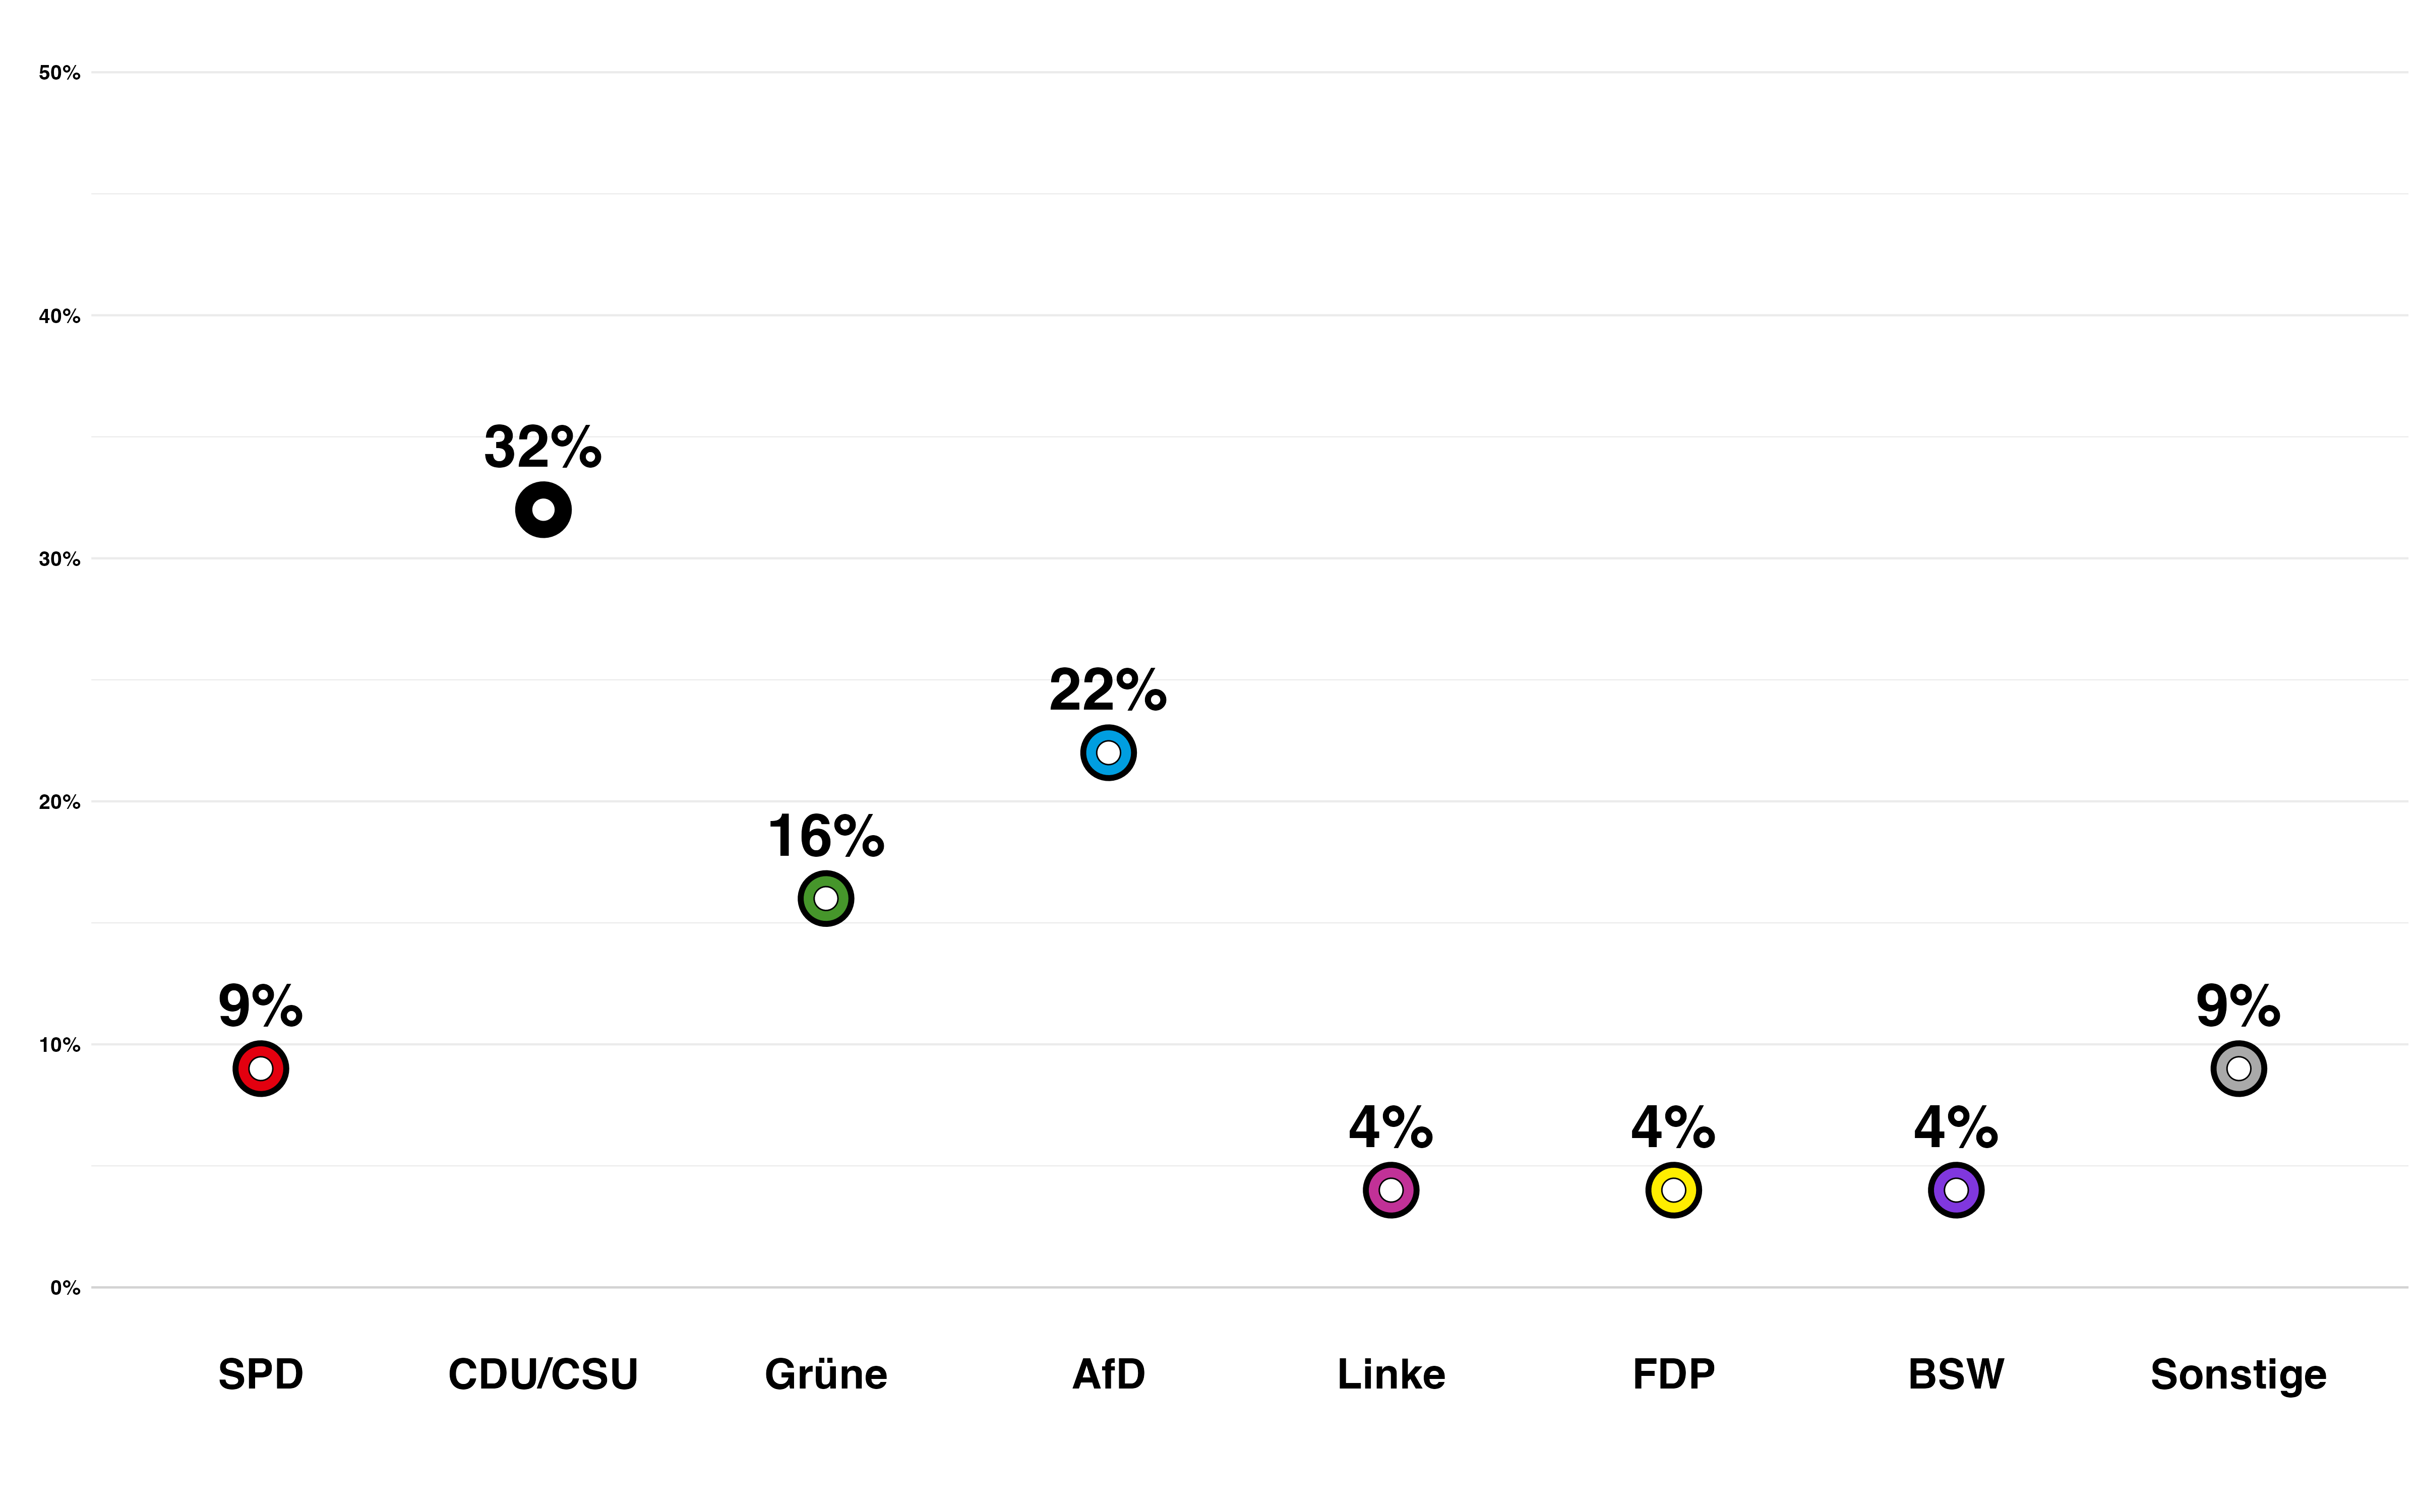 50%
40%
32%
30%
22%
20%
16%
9%
9%
10%
4%
4%
4%
0%
SPD
CDU/CSU
Grüne
AfD
Linke
FDP
BSW
Sonstige